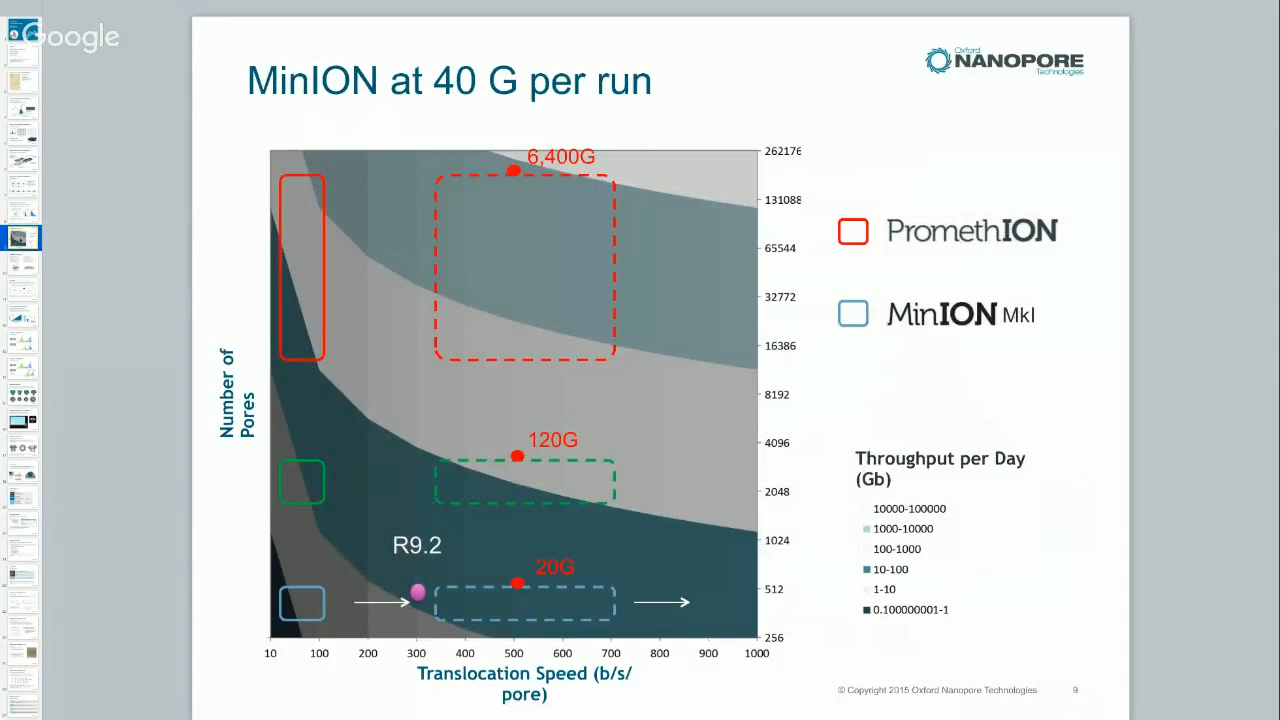 Google
MinION at 40 G per run
Oxford
NANOPORE
Technologies
6,400G
262176
131088
65544
32772
16386
8192
4096
2048
1024
512
256
PromethION
MinION MkI
Number of
Pores
120G
R9.2
20G
10 100 200 300 400 500 600 700 800 900 1000
Translocation Speed (b/s/
pore)
Throughput per Day
(Gb)
10000-100000
1000-10000
100-1000
10-100
1-10
0.100000001-1
© Copyright 2015 Oxford Nanopore Technologies 9